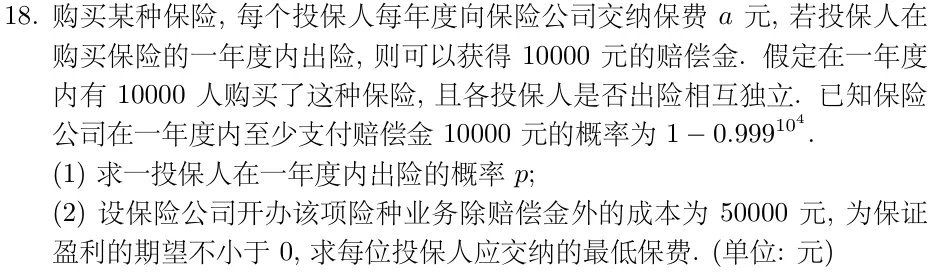 18. 购买某种保险, 每个投保人每年度向保险公司交纳保费 a 元, 若投保人在
购买保险的一年度内出险, 则可以获得 10000 元的赔偿金. 假定在一年度
内有 10000 人购买了这种保险, 且各投保人是否出险相互独立. 已知保险
公司在一年度内至少支付赔偿金 10000 元的概率为 $1 - 0.999^{10^4}$.
(1) 求一投保人在一年度内出险的概率 p;
(2) 设保险公司开办该项险种业务除赔偿金外的成本为 50000 元, 为保证
盈利的期望不小于 0, 求每位投保人应交纳的最低保费. (单位: 元)